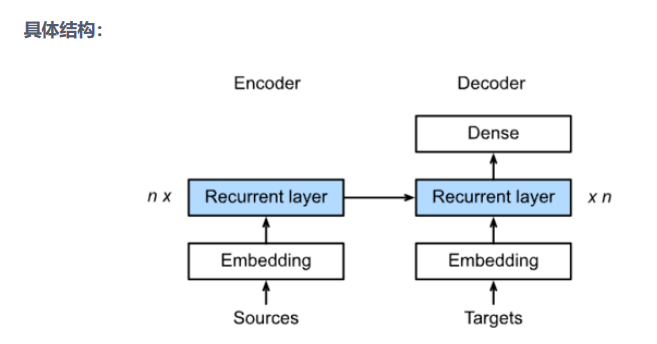 具体结构：
Encoder Decoder
Dense
n x Recurrent layer Recurrent layer x n
Embedding Embedding
Sources Targets